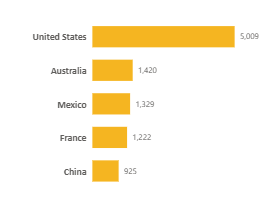 United States 5,009
Australia 1,420
Mexico 1,329
France 1,222
China 925